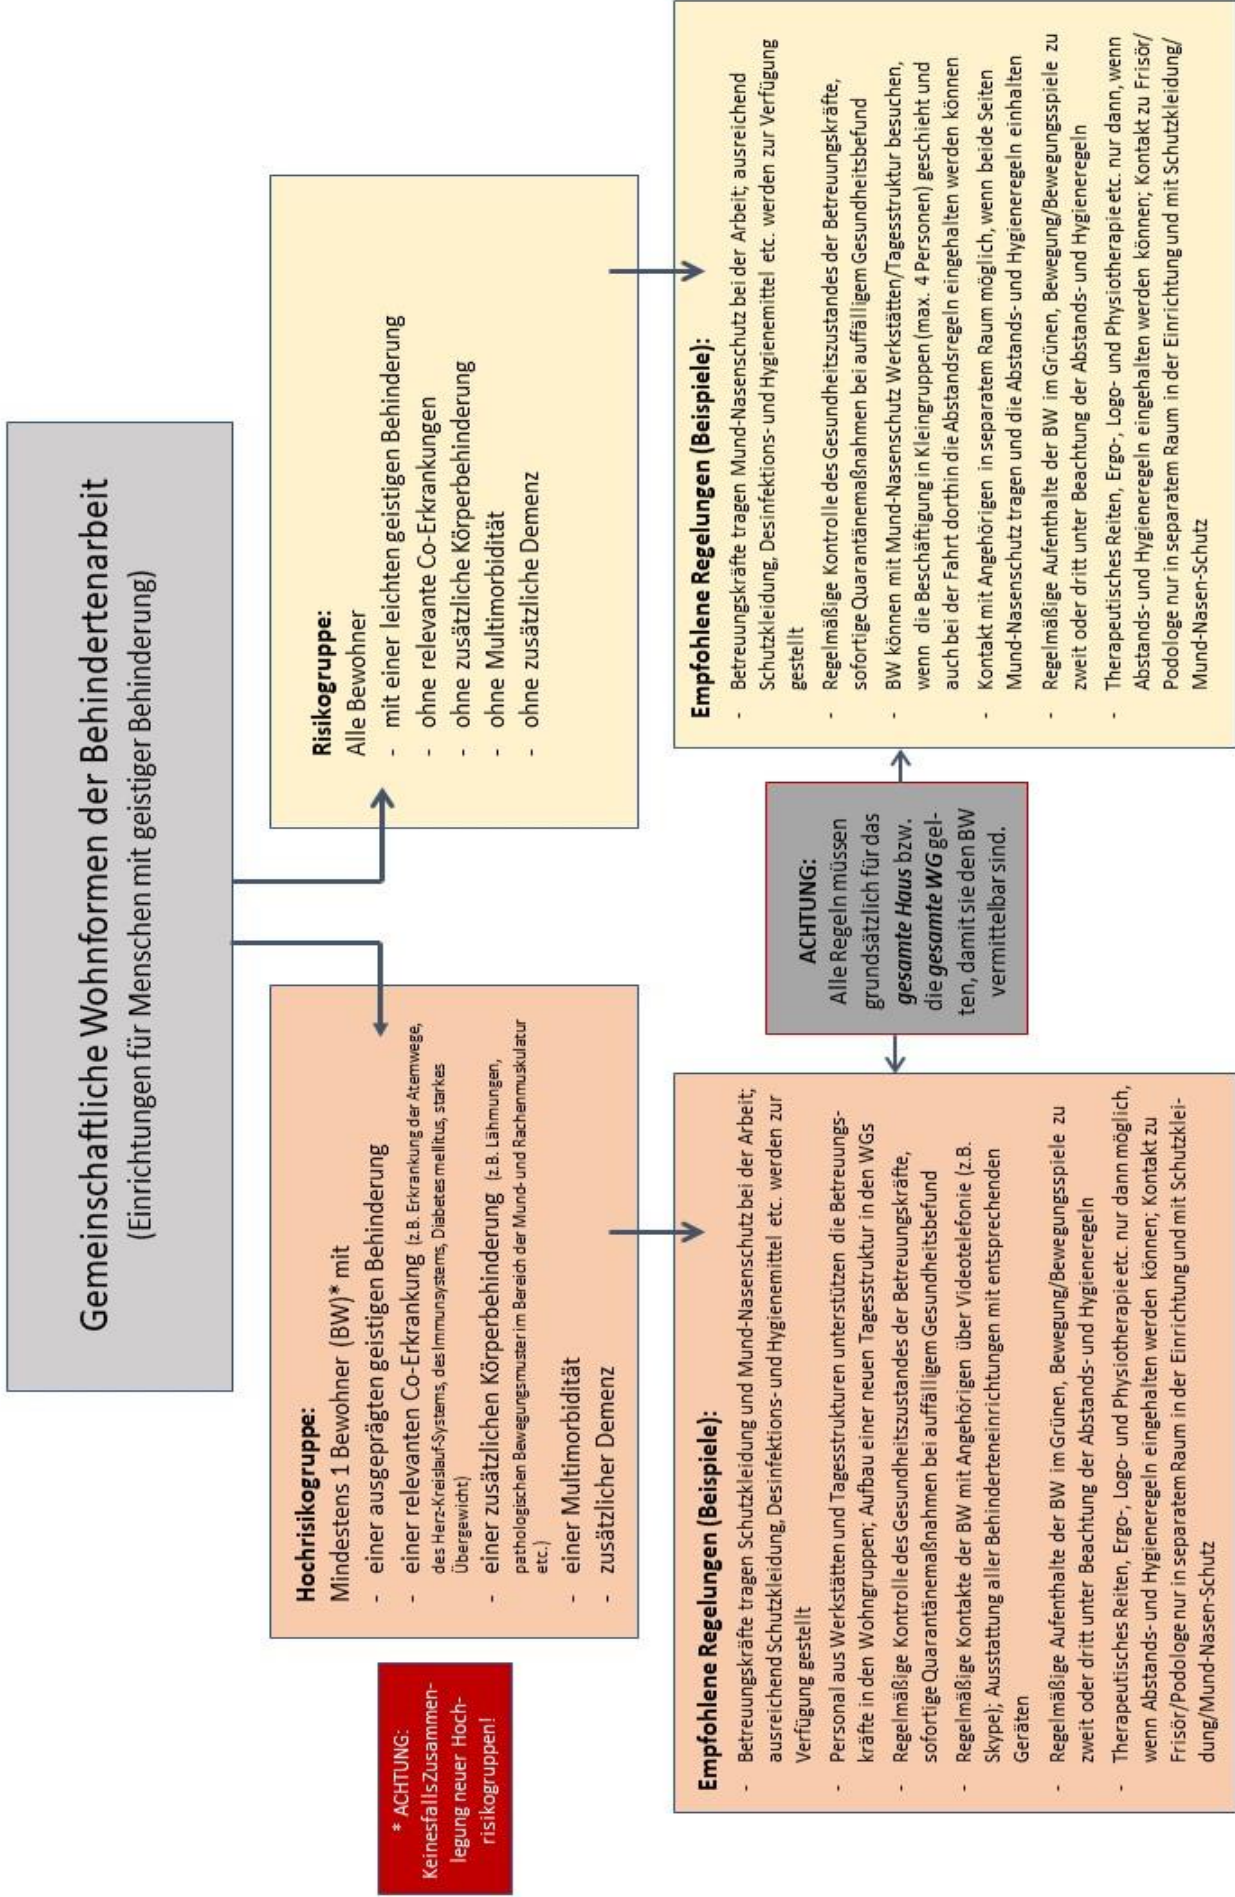 Gemeinschaftliche Wohnformen der Behindertenarbeit
(Einrichtungen für Menschen mit geistiger Behinderung)
* ACHTUNG:
Keinesfalls Zusammen-
legung neuer Hoch-
risikogruppen!
Hochrisikogruppe:
Mindestens 1 Bewohner (BW)* mit
- einer ausgeprägten geistigen Behinderung
- einer relevanten Co-Erkrankung (z.B. Erkrankung der Atemwege,
des Herz-Kreislauf-Systems, des Immunsystems, Diabetes mellitus, starkes
Übergewicht)
- einer zusätzlichen Körperbehinderung (z.B. Lähmungen,
pathologischen Bewegungsmuster im Bereich der Mund- und Rachenmuskulatur
etc.)
- einer Multimorbidität
- zusätzlicher Demenz
Risikogruppe:
Alle Bewohner
- mit einer leichten geistigen Behinderung
- ohne relevante Co-Erkrankungen
- ohne zusätzliche Körperbehinderung
- ohne Multimorbidität
- ohne zusätzliche Demenz
Empfohlene Regelungen (Beispiele):
- Betreuungskräfte tragen Schutzkleidung und Mund-Nasenschutz bei der Arbeit;
ausreichend Schutzkleidung, Desinfektions- und Hygienemittel etc. werden zur
Verfügung gestellt
- Personal aus Werkstätten und Tagesstrukturen unterstützen die Betreuungs-
kräfte in den Wohngruppen; Aufbau einer neuen Tagesstruktur in den WGs
- Regelmäßige Kontrolle des Gesundheitszustandes der Betreuungskräfte,
sofortige Quarantänemaßnahmen bei auffälligem Gesundheitsbefund
- Regelmäßige Kontakte der BW mit Angehörigen über Videotelefonie (z.B.
Skype); Ausstattung aller Behinderteneinrichtungen mit entsprechenden
Geräten
- Regelmäßige Aufenthalte der BW im Grünen, Bewegung/Bewegungsspiele zu
zweit oder dritt unter Beachtung der Abstands- und Hygieneregeln
- Therapeutisches Reiten, Ergo-, Logo- und Physiotherapie etc. nur dann möglich,
wenn Abstands- und Hygieneregeln eingehalten werden können; Kontakt zu
Frisör/Podologe nur in separatem Raum in der Einrichtung und mit Schutzklei-
dung/Mund-Nasen-Schutz
ACHTUNG:
Alle Regeln müssen
grundsätzlich für das
gesamte Haus bzw.
die gesamte WG gel-
ten, damit sie den BW
vermittelbar sind.
Empfohlene Regelungen (Beispiele):
- Betreuungskräfte tragen Mund-Nasenschutz bei der Arbeit; ausreichend
Schutzkleidung, Desinfektions- und Hygienemittel etc. werden zur Verfügung
gestellt
- Regelmäßige Kontrolle des Gesundheitszustandes der Betreuungskräfte,
sofortige Quarantänemaßnahmen bei auffälligem Gesundheitsbefund
- BW können mit Mund-Nasenschutz Werkstätten/Tagesstruktur besuchen,
wenn die Beschäftigung in Kleingruppen (max. 4 Personen) geschieht und
auch bei der Fahrt dorthin die Abstandsregeln eingehalten werden können
- Kontakt mit Angehörigen in separatem Raum möglich, wenn beide Seiten
Mund-Nasenschutz tragen und die Abstands- und Hygieneregeln einhalten
- Regelmäßige Aufenthalte der BW im Grünen, Bewegung/Bewegungsspiele zu
zweit oder dritt unter Beachtung der Abstands- und Hygieneregeln
- Therapeutisches Reiten, Ergo-, Logo- und Physiotherapie etc. nur dann, wenn
Abstands- und Hygieneregeln eingehalten werden können; Kontakt zu Frisör/
Podologe nur in separatem Raum in der Einrichtung und mit Schutzkleidung/
Mund-Nasen-Schutz